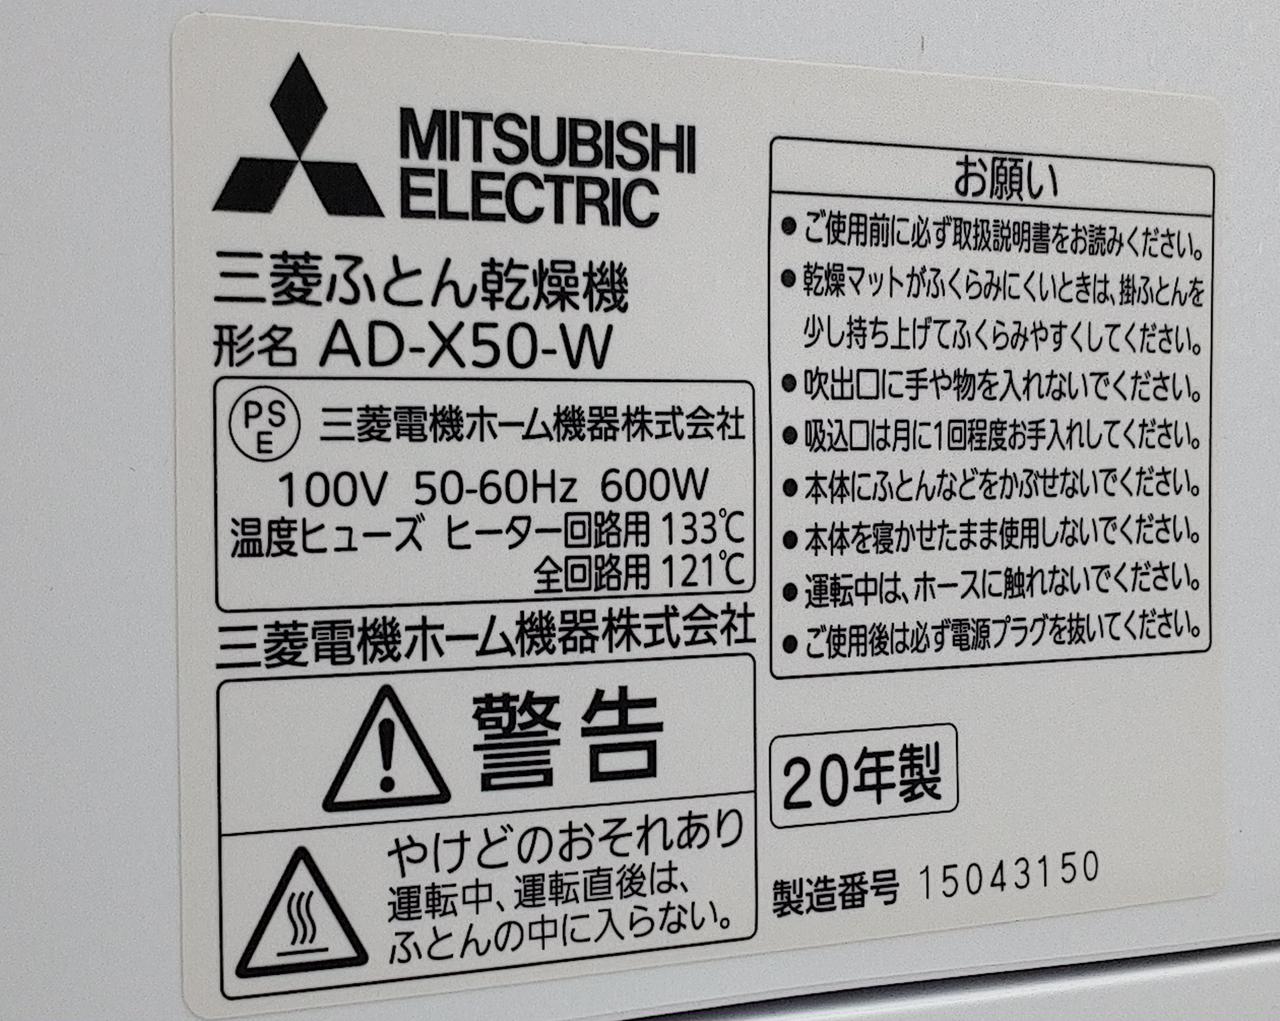 MITSUBISHI
ELECTRIC
三菱ふとん乾燥機
形名 AD-X50-W
PS
E
三菱電機ホーム機器株式会社
100V 50-60Hz 600W
温度ヒューズ ヒーター回路用 133℃
全回路用 121℃
三菱電機ホーム機器株式会社
警告
やけどのおそれあり
運転中、運転直後は、
ふとんの中に入らない。
お願い
●ご使用前に必ず取扱説明書をお読みください。
●乾燥マットがふくらみにくいときは、掛ふとんを
少し持ち上げてふくらみやすくしてください。
●吹出口に手や物を入れないでください。
●吸込口は月に1回程度お手入れしてください。
●本体にふとんなどをかぶせないでください。
●本体を寝かせたまま使用しないでください。
●運転中は、ホースに触れないでください。
●ご使用後は必ず電源プラグを抜いてください。
20年製
製造番号 15043150